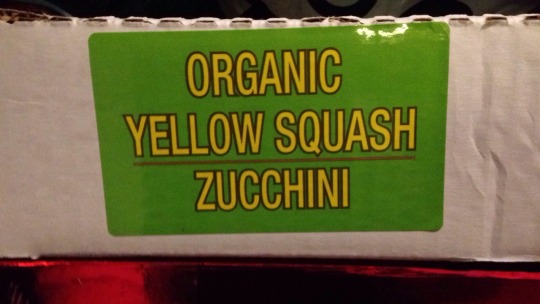 ORGANIC
YELLOW SQUASH
ZUCCHINI